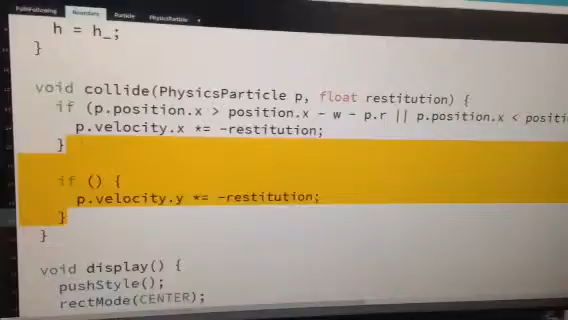 PathFollowing Boundary Particle PhysicsParticle
h = h_;
}
void collide(PhysicsParticle p, float restitution) {
if (p.position.x > position.x - w - p.r || p.position.x < positi
p.velocity.x *= -restitution;
}
if () {
p.velocity.y *= -restitution;
}
}
void display() {
pushStyle();
rectMode(CENTER);